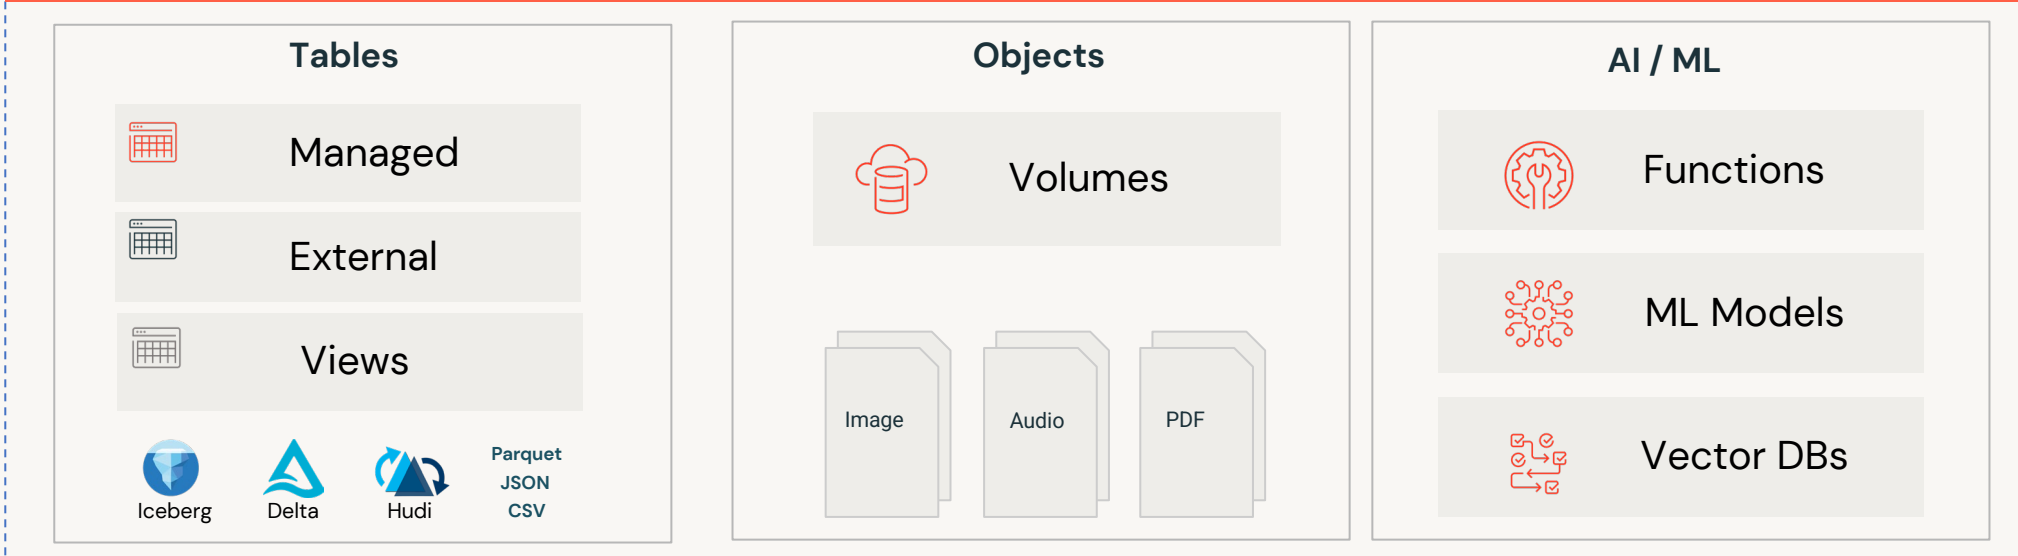 Tables
Managed
External
Views
Iceberg
Delta
Hudi
Parquet
JSON
CSV
Objects
Volumes
Image
Audio
PDF
AI / ML
Functions
ML Models
Vector DBs